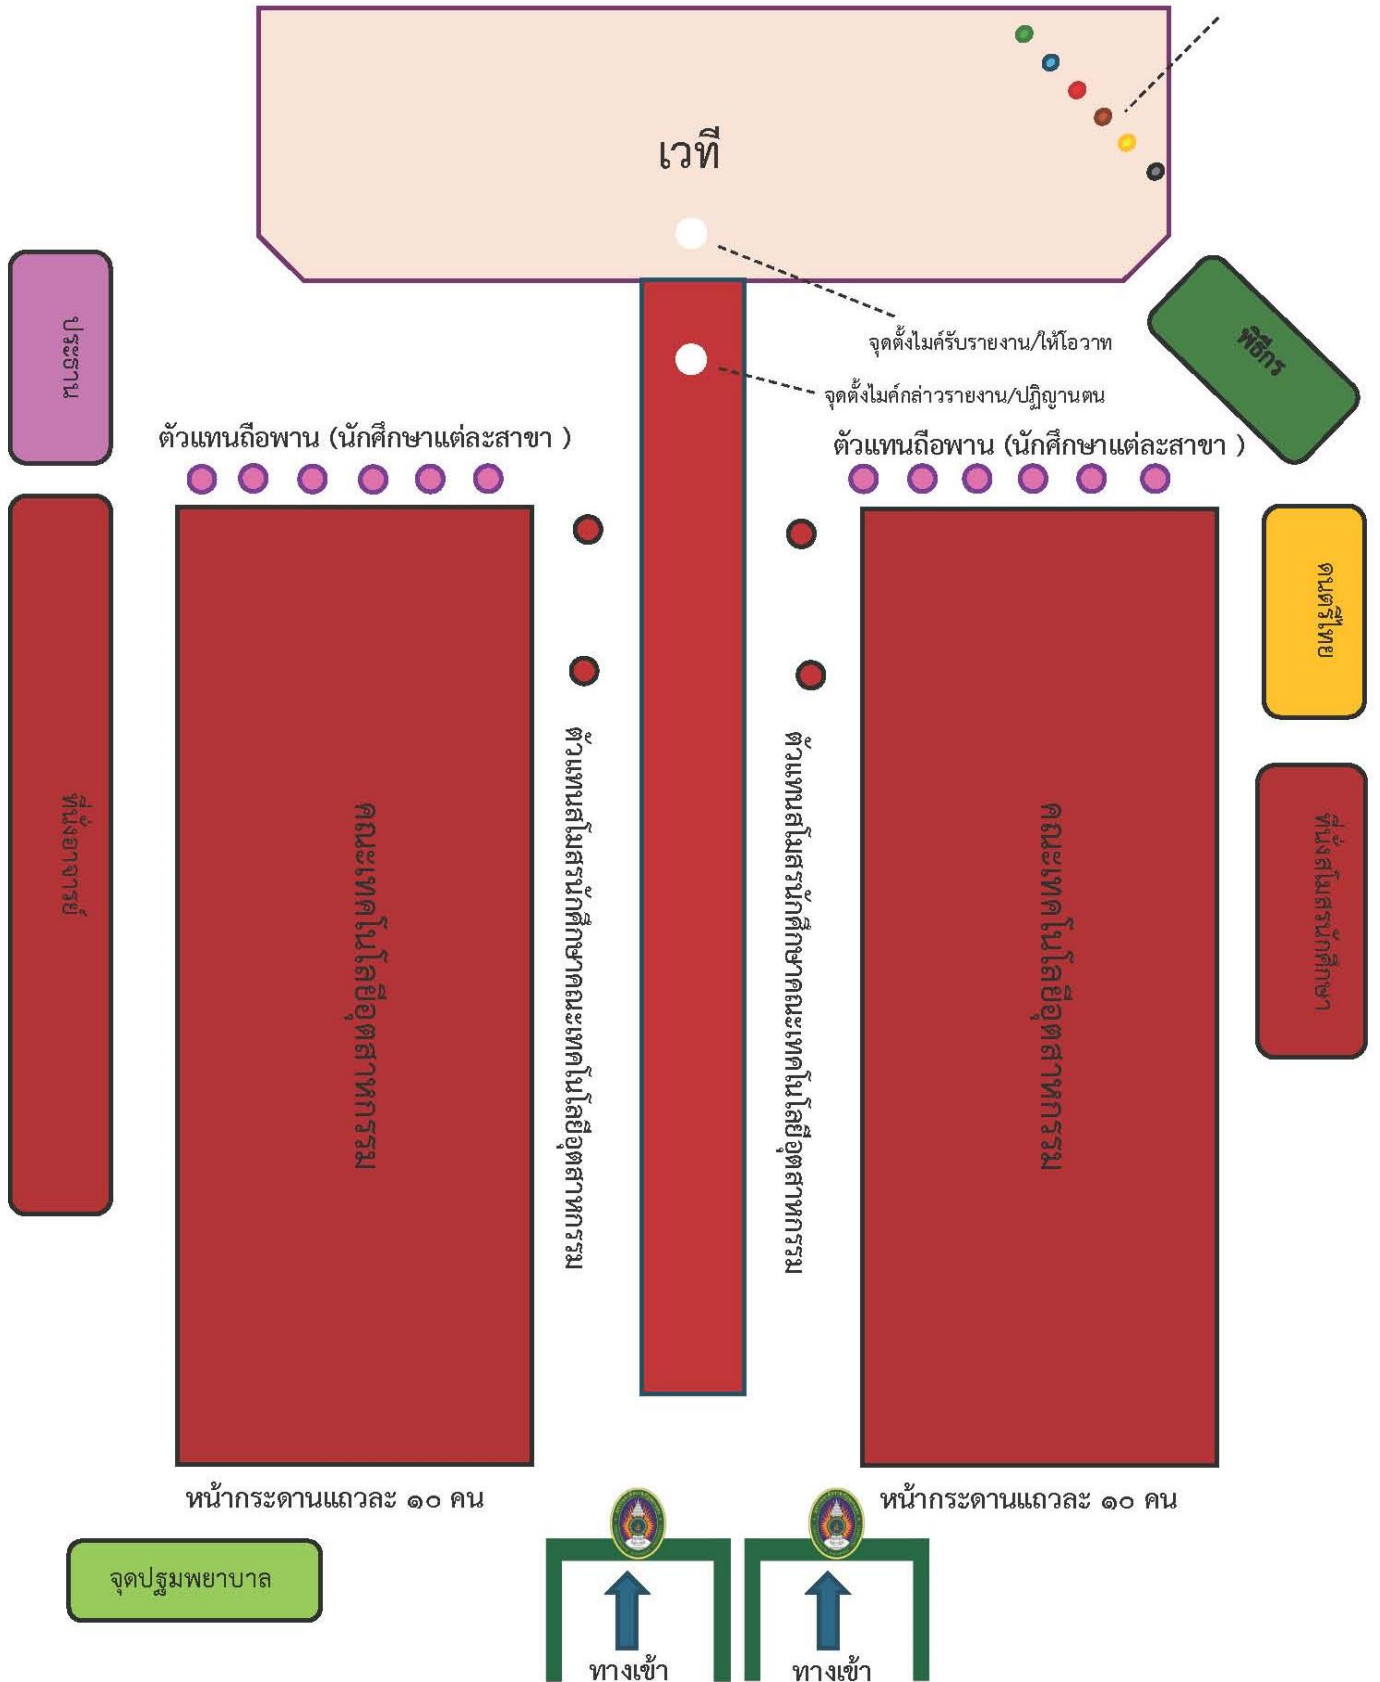 เวที
จุดตั้งไมค์รับรายงาน/ให้โอวาท
จุดตั้งไมค์กล่าวรายงาน/ปฏิญานตน
พิธีกร
ประธาน
ตัวแทนถือพาน (นักศึกษาแต่ละสาขา )
ตัวแทนถือพาน (นักศึกษาแต่ละสาขา )
ดนตรีไทย
ที่นั่งอาจารย์
คณะเทคโนโลยีอุตสาหกรรม
ตัวแทนสโมสรนักศึกษาคณะเทคโนโลยีอุตสาหกรรม
ตัวแทนสโมสรนักศึกษาคณะเทคโนโลยีอุตสาหกรรม
คณะเทคโนโลยีอุตสาหกรรม
ที่นั่งสโมสรนักศึกษา
หน้ากระดานแถวละ ๑๐ คน
หน้ากระดานแถวละ ๑๐ คน
จุดปฐมพยาบาล
ทางเข้า
ทางเข้า